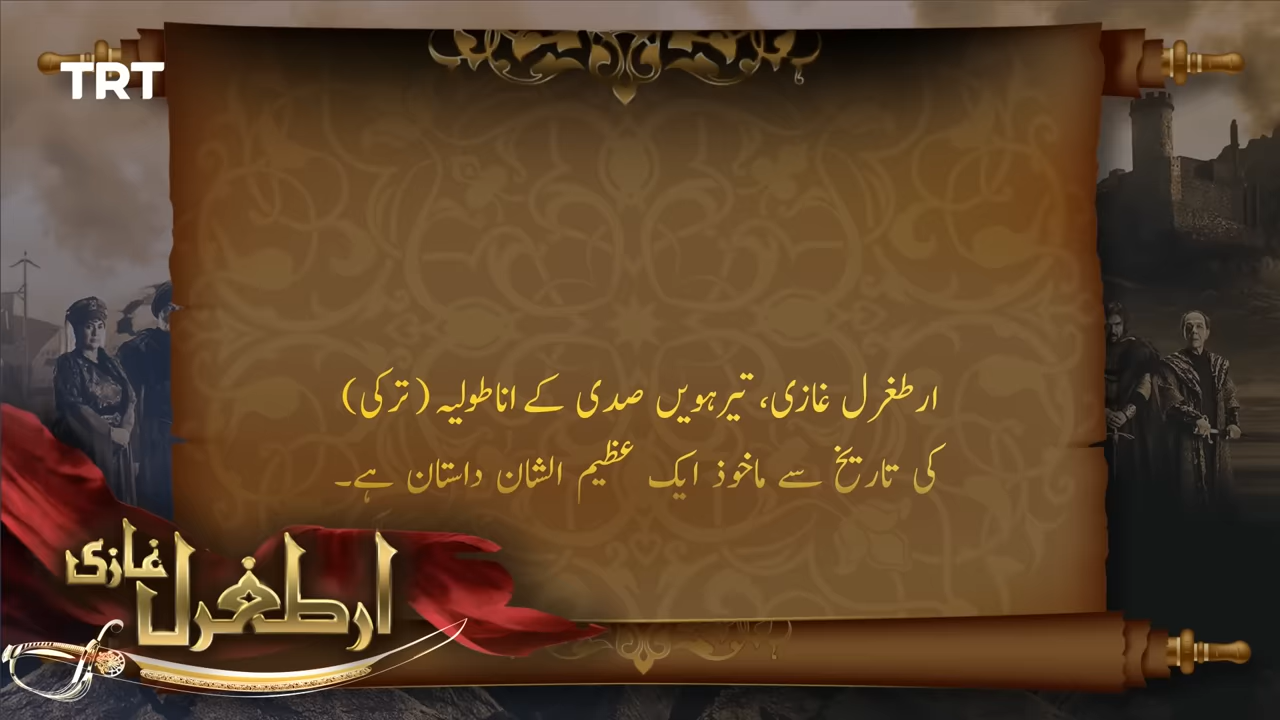 TRT
ارطغرل غازی، تیرہویں صدی کے اناطولیہ (ترکی)
کی تاریخ سے ماخوذ ایک عظیم الشان داستان ہے۔
ارطغرل غازی